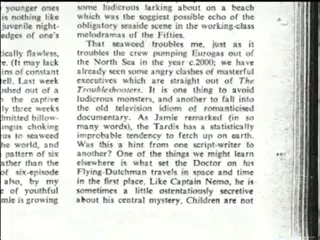 younger ones
is nothing like
juvenile night-
edges of one's
tically flawless,
e. (It may lack
ins of constant
tell. Last week
nshed out of a
the captive
ly three weeks
dmitted billow-
ungus choking
rus to seaweed
he world, and
pattern of six
ather than the
of six-episode
also, by my
e of youthful
mie is growing
some ludicrous larking about on a beach
which was the soggiest possible echo of the
obligatory seaside scene in the working-class
melodramas of the Fifties.
That seaweed troubles me, just as it
troubles the crew pumping Eurogas out of
the North Sea in the year c.2000; we have
already seen some angry clashes of masterful
executives which are straight out of The
Troubleshooters. It is one thing to avoid
ludicrous monsters, and another to fall into
the old television idiom of romanticised
documentary. As Jamie remarked (in so
many words), the Tardis has a statistically
improbable tendency to fetch up on earth.
Was this a hint from one script-writer to
another? One of the things we might learn
elsewhere is what set the Doctor on his
Flying-Dutchman travels in space and time
in the first place. Like Captain Nemo, he is
sometimes a little ostentatiously secretive
about his central mystery. Children are not